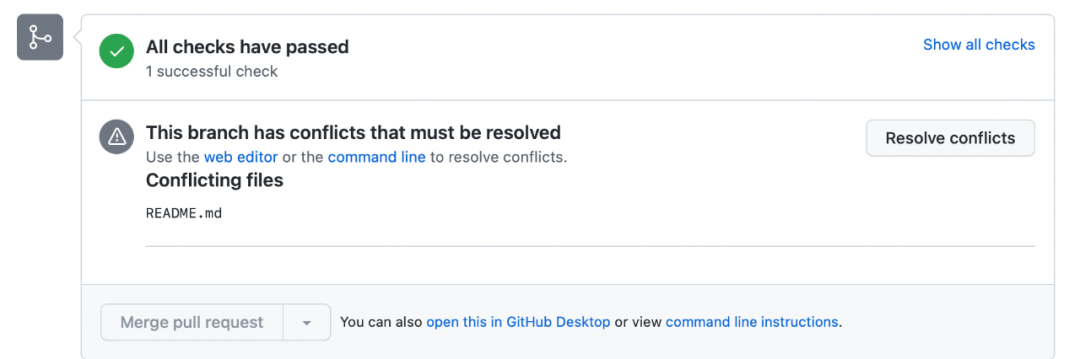 All checks have passed
Show all checks
1 successful check
This branch has conflicts that must be resolved
Resolve conflicts
Use the web editor or the command line to resolve conflicts.
Conflicting files
README.md
Merge pull request
You can also open this in GitHub Desktop or view command line instructions.